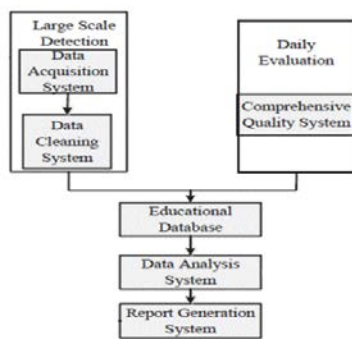 Large Scale
Detection
Data
Acquisition
System
Data
Cleaning
System
Daily
Evaluation
Comprehensive
Quality System
Educational
Database
Data Analysis
System
Report Generation
System